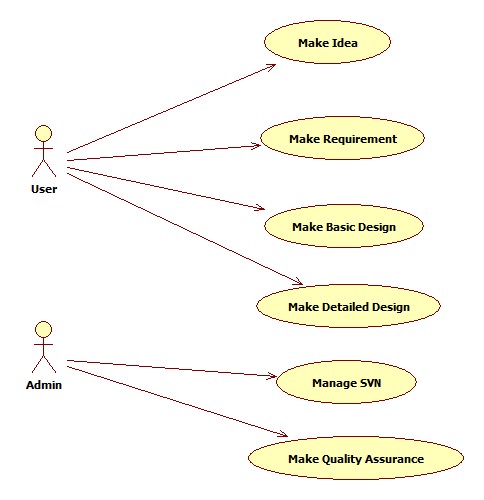 Make Idea
Make Requirement
User
Make Basic Design
Make Detailed Design
Admin
Manage SVN
Make Quality Assurance